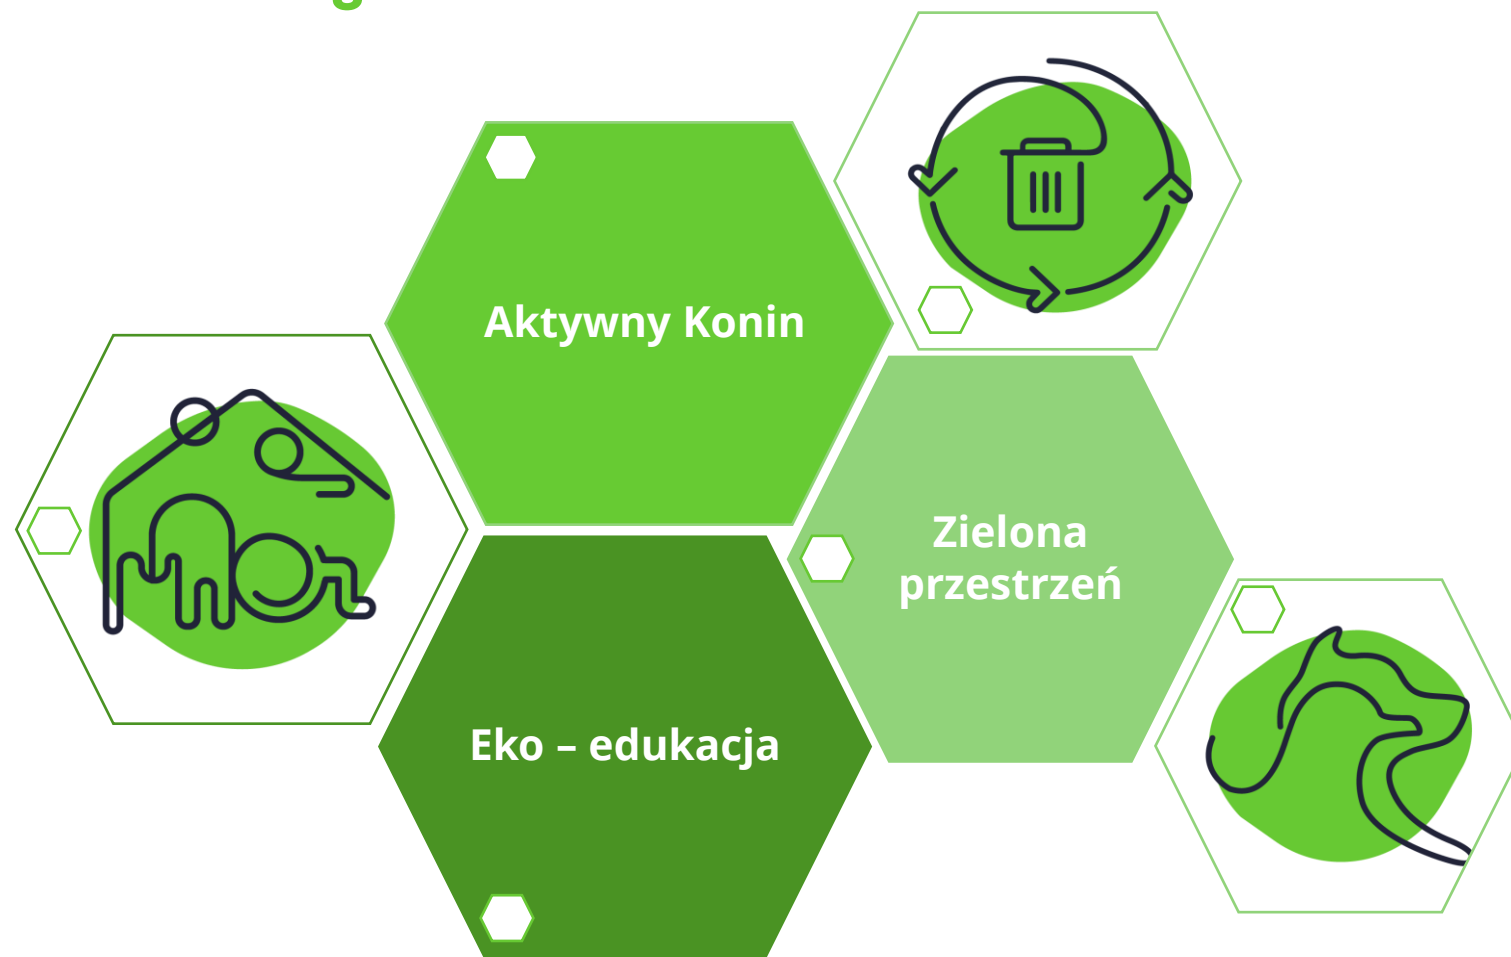 Aktywny Konin
Zielona
przestrzeń
Eko – edukacja